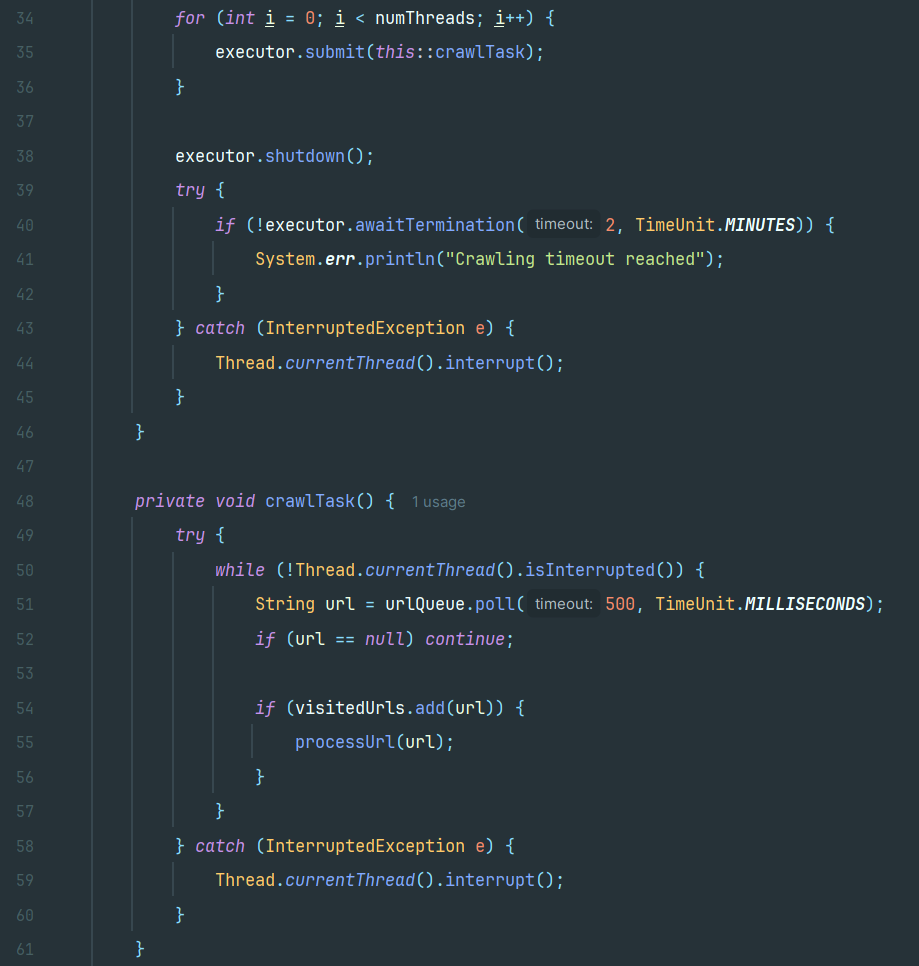 34 for (int i = 0; i < numThreads; i++) {
35 executor.submit(this::crawlTask);
36 }
37
38 executor.shutdown();
39 try {
40 if (!executor.awaitTermination( timeout: 2, TimeUnit.MINUTES)) {
41 System.err.println("Crawling timeout reached");
42 }
43 } catch (InterruptedException e) {
44 Thread.currentThread().interrupt();
45 }
46 }
47
48 private void crawlTask() { 1 usage
49 try {
50 while (!Thread.currentThread().isInterrupted()) {
51 String url = urlQueue.poll( timeout: 500, TimeUnit.MILLISECONDS);
52 if (url == null) continue;
53
54 if (visitedUrls.add(url)) {
55 processUrl(url);
56 }
57 }
58 } catch (InterruptedException e) {
59 Thread.currentThread().interrupt();
60 }
61 }